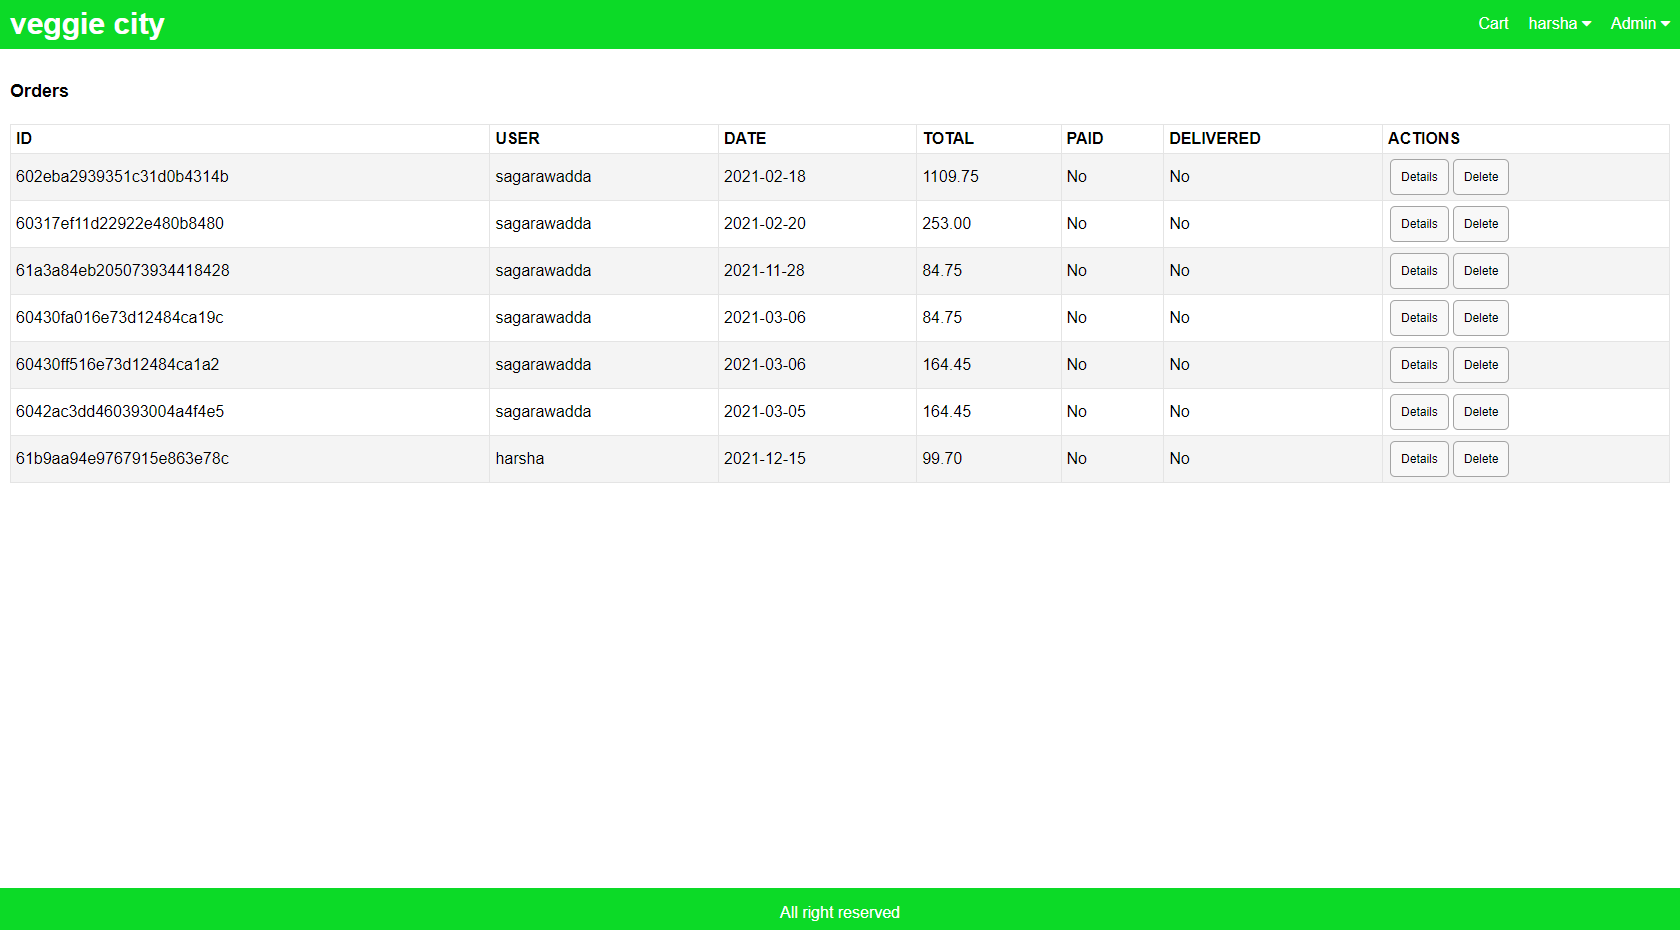 veggie city Cart harsha Admin
Orders
ID USER DATE TOTAL PAID DELIVERED ACTIONS
602eba2939351c31d0b4314b sagarawadda 2021-02-18 1109.75 No No Details Delete
60317ef11d22922e480b8480 sagarawadda 2021-02-20 253.00 No No Details Delete
61a3a84eb205073934418428 sagarawadda 2021-11-28 84.75 No No Details Delete
60430fa016e73d12484ca19c sagarawadda 2021-03-06 84.75 No No Details Delete
60430ff516e73d12484ca1a2 sagarawadda 2021-03-06 164.45 No No Details Delete
6042ac3dd460393004a4f4e5 sagarawadda 2021-03-05 164.45 No No Details Delete
61b9aa94e9767915e863e78c harsha 2021-12-15 99.70 No No Details Delete
All right reserved